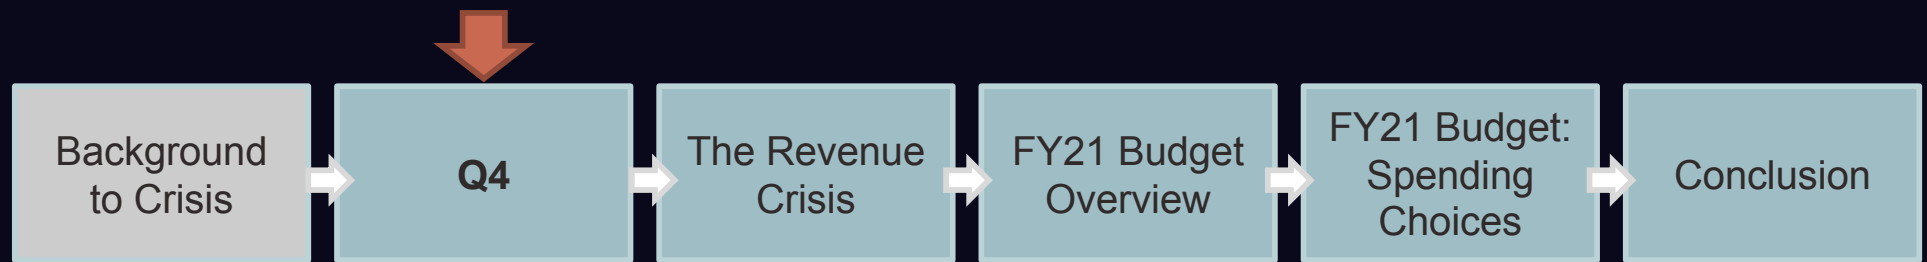 Background
to Crisis
Q4
The Revenue
Crisis
FY21 Budget
Overview
FY21 Budget:
Spending
Choices
Conclusion